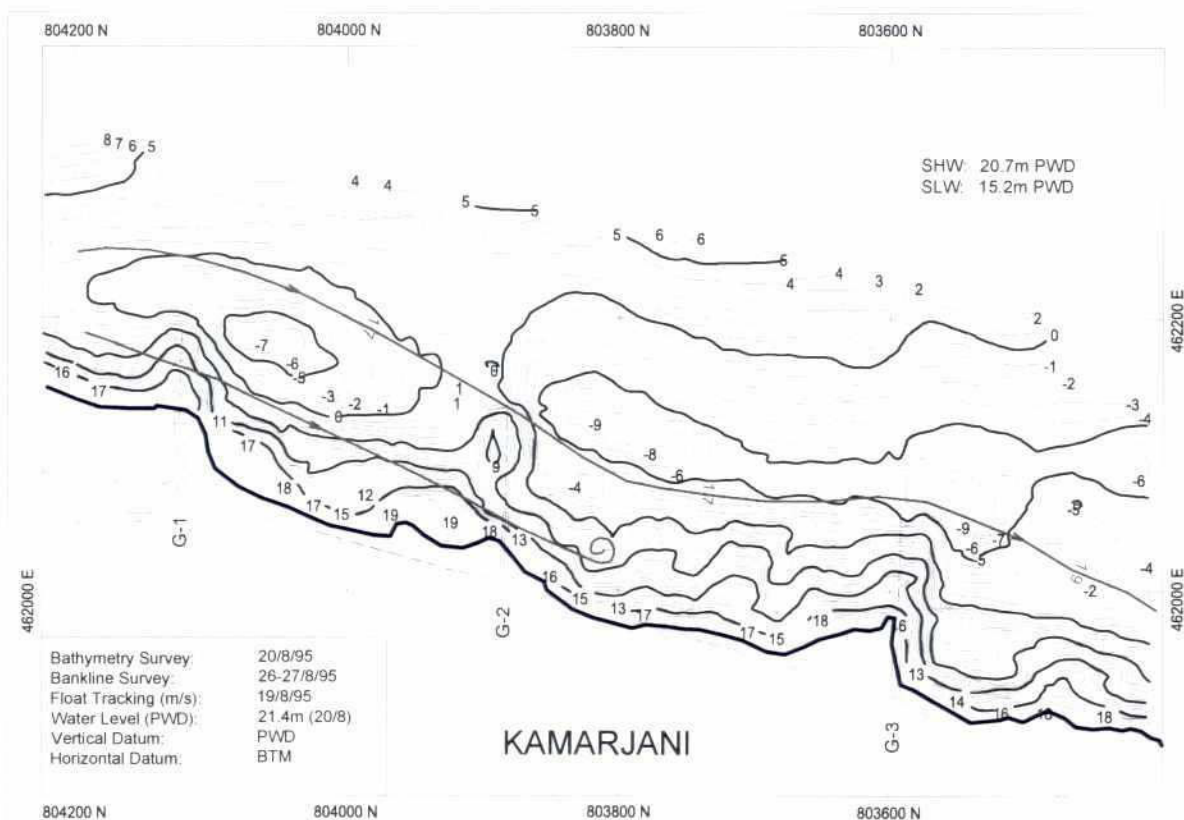 804200 N 804000 N 803800 N 803600 N
SHW: 20.7m PWD
SLW: 15.2m PWD
8 7 6 5
4 4
5 5
5 6 6
5
4 4 3 2
2
0
-1
-2
-3
-4
462200 E
-7
-6
-5
-3
-2
-1
0
1
1
-9
-8
-6
-4
-6
-9
-7
-6
-5
-4
-2
16
17
11
17
18
17
15
12
19
19
18
13
9
16
15
13
17
17
15
18
16
13
14
16
16
18
G-1
G-2
G-3
462000 E
462000 E
Bathymetry Survey: 20/8/95
Bankline Survey: 26-27/8/95
Float Tracking (m/s): 19/8/95
Water Level (PWD): 21.4m (20/8)
Vertical Datum: PWD
Horizontal Datum: BTM
KAMARJANI
804200 N 804000 N 803800 N 803600 N